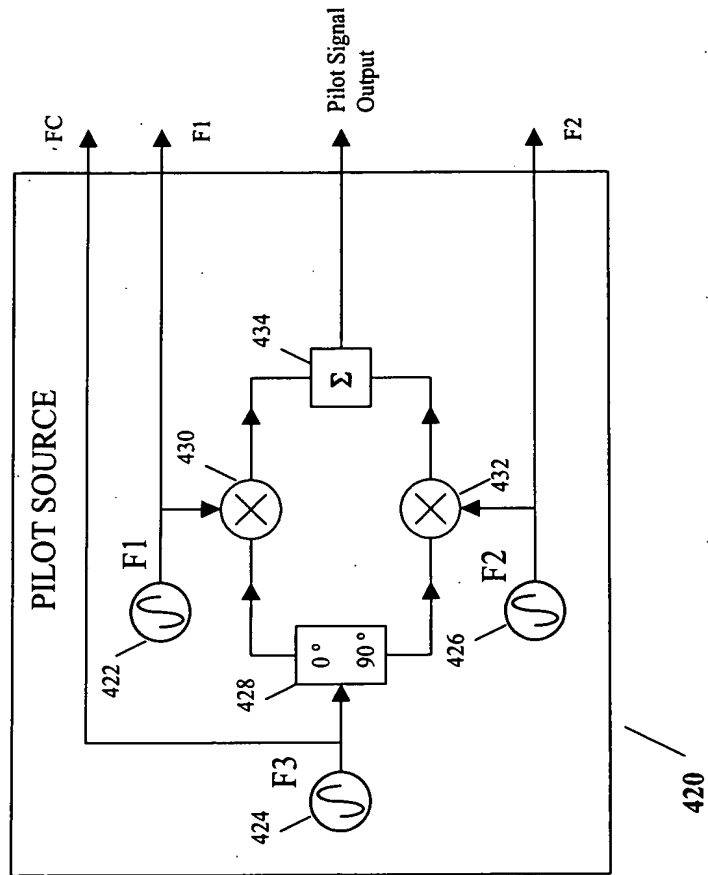 PILOT SOURCE
FC
F1
F1
422
430
434
Pilot Signal
Output
F3
424
428
0°
90°
Σ
432
F2
426
F2
420